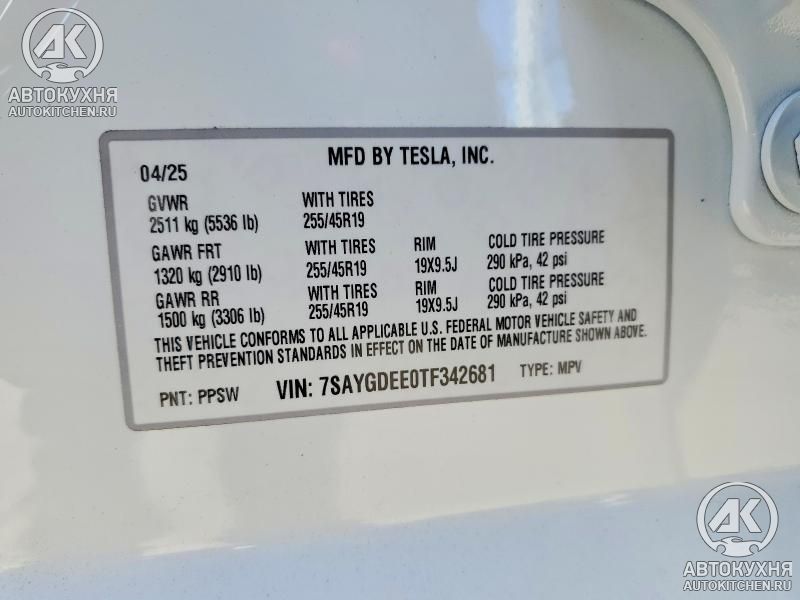 АК
АВТОКУХНЯ
AUTOKITCHEN.RU
MFD BY TESLA, INC.
04/25
GVWR WITH TIRES
2511 kg (5536 lb) 255/45R19
GAWR FRT WITH TIRES RIM COLD TIRE PRESSURE
1320 kg (2910 lb) 255/45R19 19X9.5J 290 kPa, 42 psi
GAWR RR WITH TIRES RIM COLD TIRE PRESSURE
1500 kg (3306 lb) 255/45R19 19X9.5J 290 kPa, 42 psi
THIS VEHICLE CONFORMS TO ALL APPLICABLE U.S. FEDERAL MOTOR VEHICLE SAFETY AND
THEFT PREVENTION STANDARDS IN EFFECT ON THE DATE OF MANUFACTURE SHOWN ABOVE.
PNT: PPSW VIN: 7SAYGDEE0TF342681 TYPE: MPV
АК
АВТОКУХНЯ
AUTOKITCHEN.RU